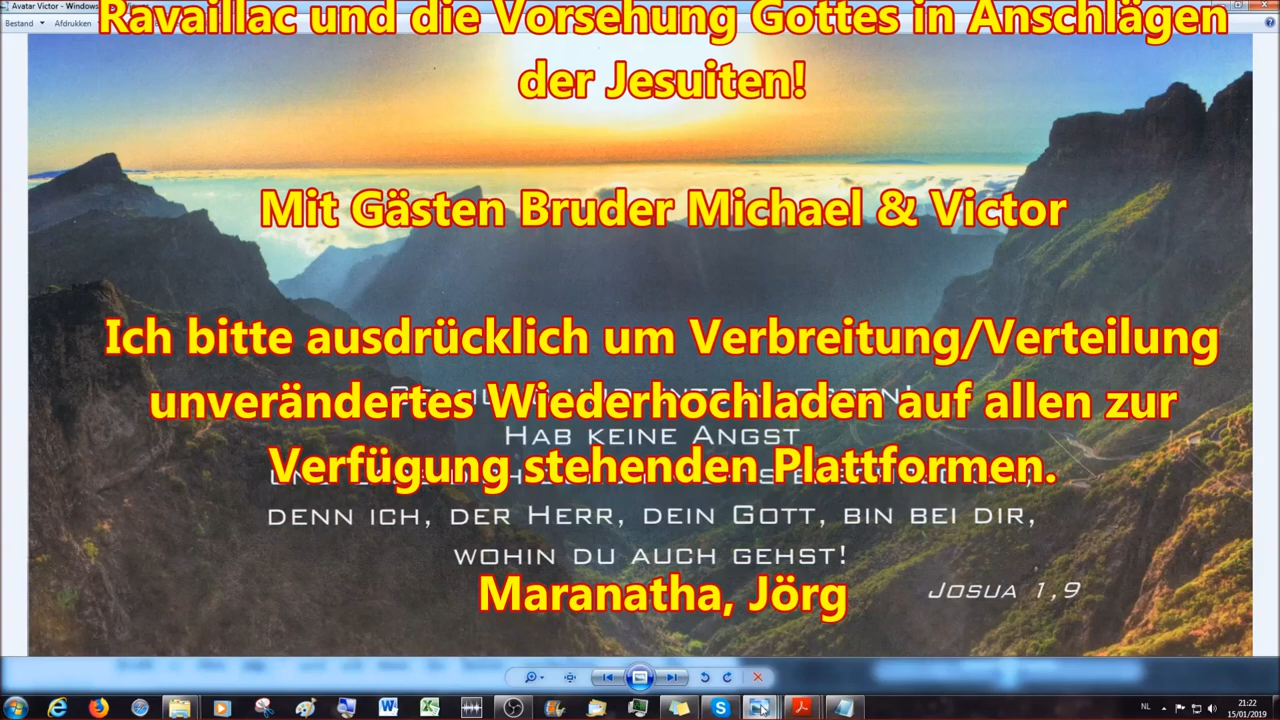 Avatar Victor - Windows
Bestand
Afdrukken
Ravaillac und die Vorsehung Gottes in Anschlägen
der Jesuiten!
Mit Gästen Bruder Michael & Victor
Ich bitte ausdrücklich um Verbreitung/Verteilung
unverändertes Wiederhochladen auf allen zur
Hab keine Angst
Verfügung stehenden Plattformen.
denn ich, der Herr, dein Gott, bin bei dir,
wohin du auch gehst!
Maranatha, Jörg
Josua 1,9
NL
21:22
15/01/2019